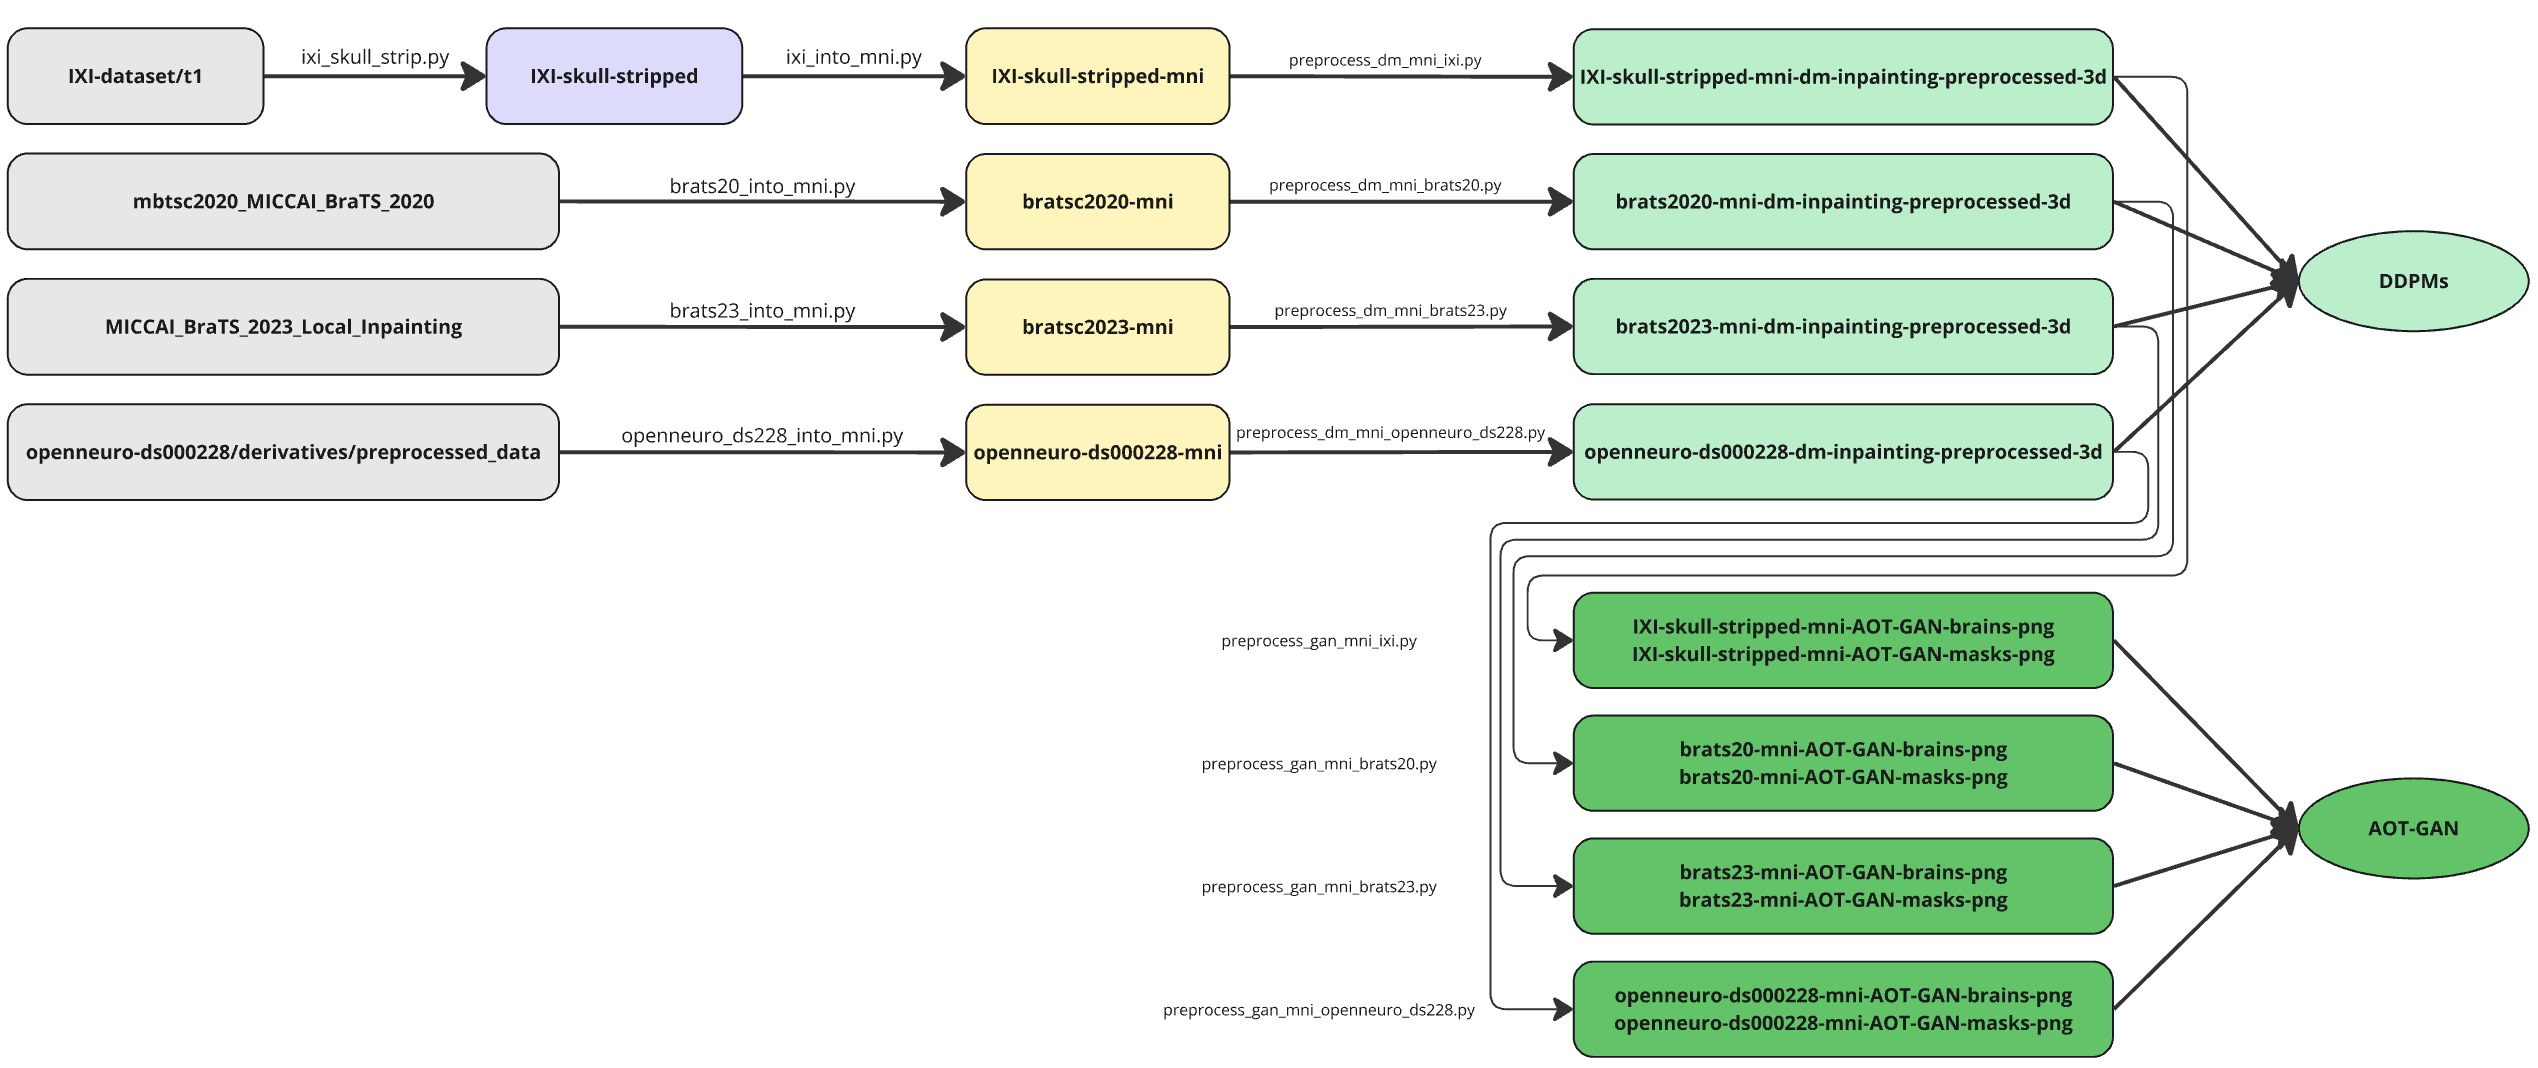 IXI-dataset/t1
ixi_skull_strip.py
IXI-skull-stripped
ixi_into_mni.py
IXI-skull-stripped-mni
preprocess_dm_mni_ixi.py
IXI-skull-stripped-mni-dm-inpainting-preprocessed-3d
mbtsc2020_MICCAI_BraTS_2020
brats20_into_mni.py
bratsc2020-mni
preprocess_dm_mni_brats20.py
brats2020-mni-dm-inpainting-preprocessed-3d
DDPMs
MICCAI_BraTS_2023_Local_Inpainting
brats23_into_mni.py
bratsc2023-mni
preprocess_dm_mni_brats23.py
brats2023-mni-dm-inpainting-preprocessed-3d
openneuro-ds000228/derivatives/preprocessed_data
openneuro_ds228_into_mni.py
openneuro-ds000228-mni
preprocess_dm_mni_openneuro_ds228.py
openneuro-ds000228-dm-inpainting-preprocessed-3d
preprocess_gan_mni_ixi.py
IXI-skull-stripped-mni-AOT-GAN-brains-png
IXI-skull-stripped-mni-AOT-GAN-masks-png
preprocess_gan_mni_brats20.py
brats20-mni-AOT-GAN-brains-png
brats20-mni-AOT-GAN-masks-png
AOT-GAN
preprocess_gan_mni_brats23.py
brats23-mni-AOT-GAN-brains-png
brats23-mni-AOT-GAN-masks-png
preprocess_gan_mni_openneuro_ds228.py
openneuro-ds000228-mni-AOT-GAN-brains-png
openneuro-ds000228-mni-AOT-GAN-masks-png